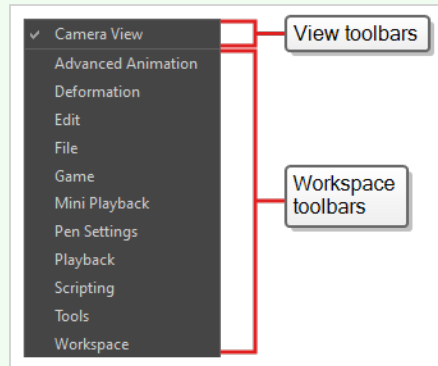 Camera View
View toolbars
Advanced Animation
Deformation
Edit
File
Game
Mini Playback
Pen Settings
Playback
Scripting
Tools
Workspace
Workspace
toolbars